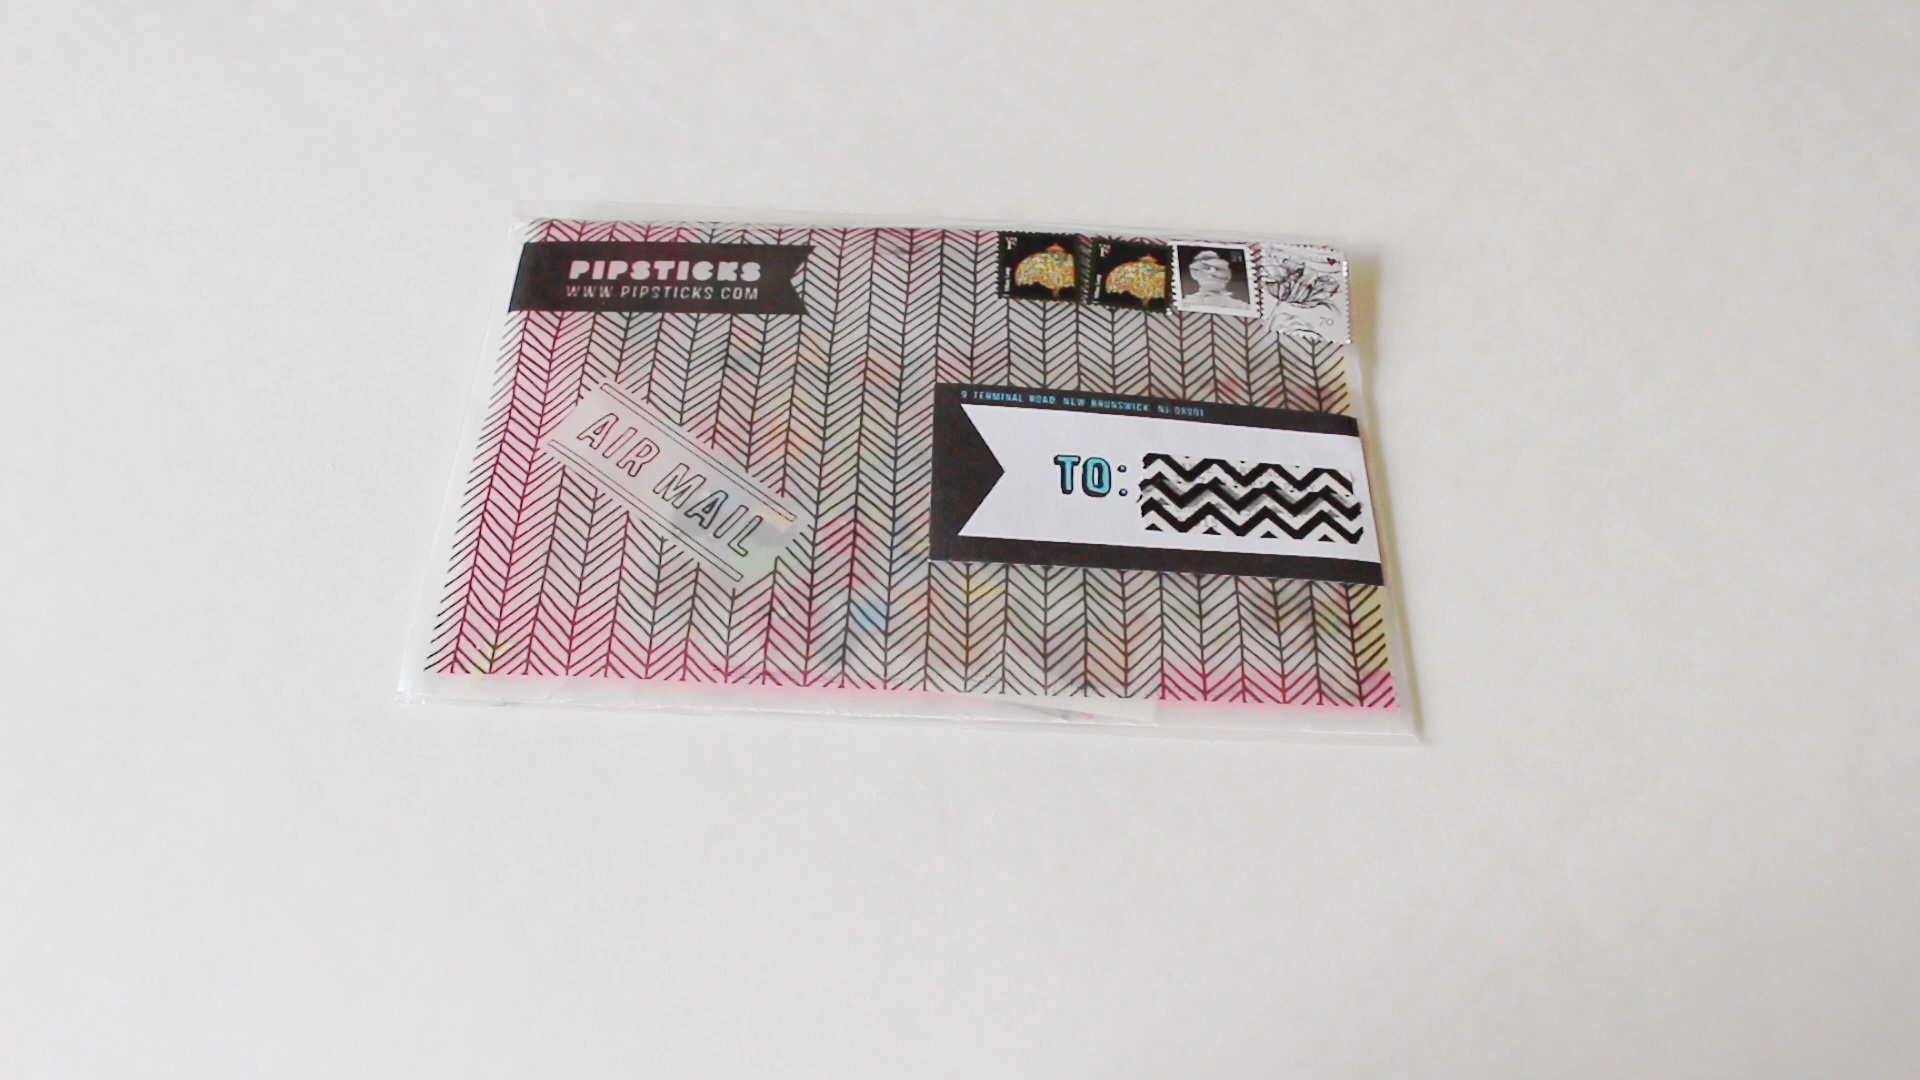 PIPSTICKS
WWW.PIPSTICKS.COM
9 TERMINAL ROAD, NEW BRUNSWICK, NJ 08901
TO:
AIR MAIL